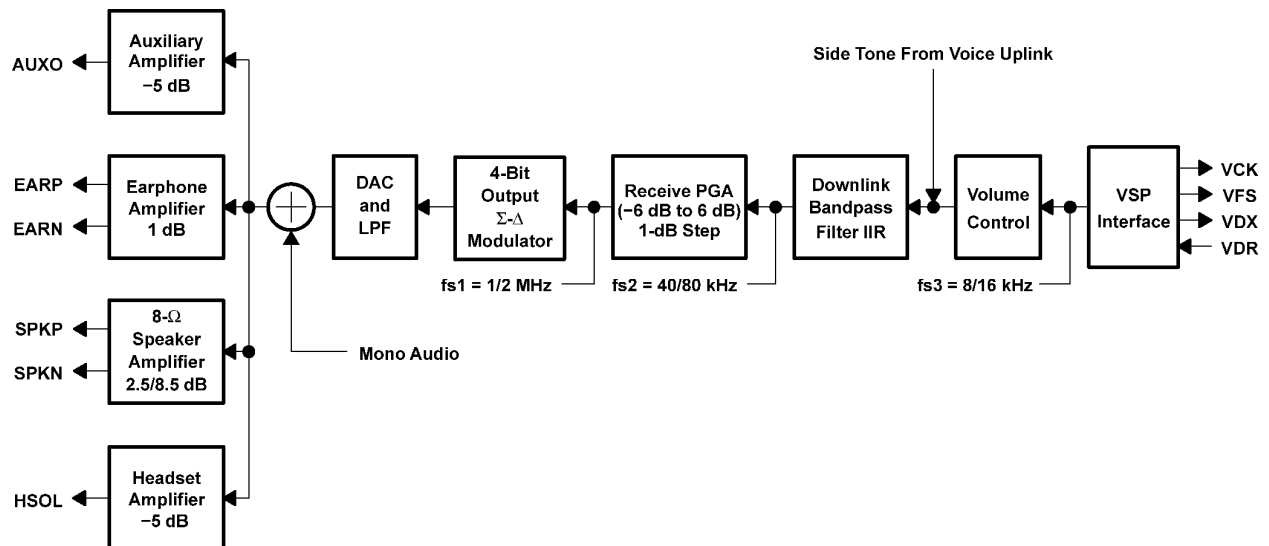 AUXO
Auxiliary
Amplifier
−5 dB
EARP
EARN
Earphone
Amplifier
1 dB
SPKP
SPKN
8-Ω
Speaker
Amplifier
2.5/8.5 dB
HSOL
Headset
Amplifier
−5 dB
Mono Audio
DAC
and
LPF
4-Bit
Output
Σ-Δ
Modulator
fs1 = 1/2 MHz
Receive PGA
(−6 dB to 6 dB)
1-dB Step
fs2 = 40/80 kHz
Downlink
Bandpass
Filter IIR
Side Tone From Voice Uplink
Volume
Control
fs3 = 8/16 kHz
VSP
Interface
VCK
VFS
VDX
VDR